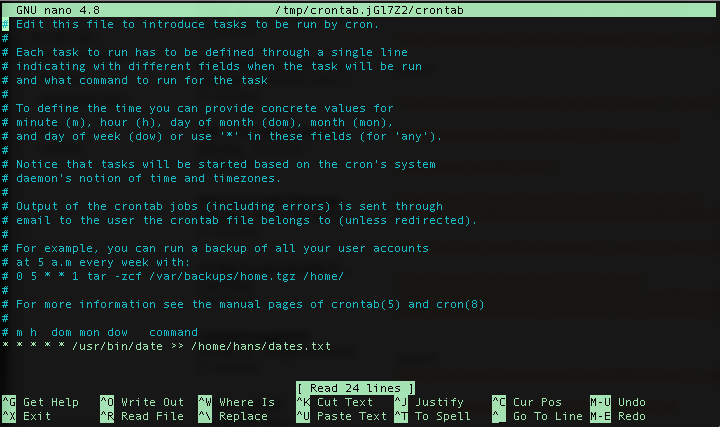 GNU nano 4.8 /tmp/crontab.jGl7Z2/crontab
# Edit this file to introduce tasks to be run by cron.
#
# Each task to run has to be defined through a single line
# indicating with different fields when the task will be run
# and what command to run for the task
#
# To define the time you can provide concrete values for
# minute (m), hour (h), day of month (dom), month (mon),
# and day of week (dow) or use '*' in these fields (for 'any').
#
# Notice that tasks will be started based on the cron's system
# daemon's notion of time and timezones.
#
# Output of the crontab jobs (including errors) is sent through
# email to the user the crontab file belongs to (unless redirected).
#
# For example, you can run a backup of all your user accounts
# at 5 a.m every week with:
# 0 5 * * 1 tar -zcf /var/backups/home.tgz /home/
#
# For more information see the manual pages of crontab(5) and cron(8)
#
# m h  dom mon dow   command
* * * * * /usr/bin/date >> /home/hans/dates.txt
[ Read 24 lines ]
^G Get Help ^O Write Out ^W Where Is ^K Cut Text ^J Justify ^C Cur Pos M-U Undo
^X Exit ^R Read File ^\ Replace ^U Paste Text ^T To Spell ^_ Go To Line M-E Redo